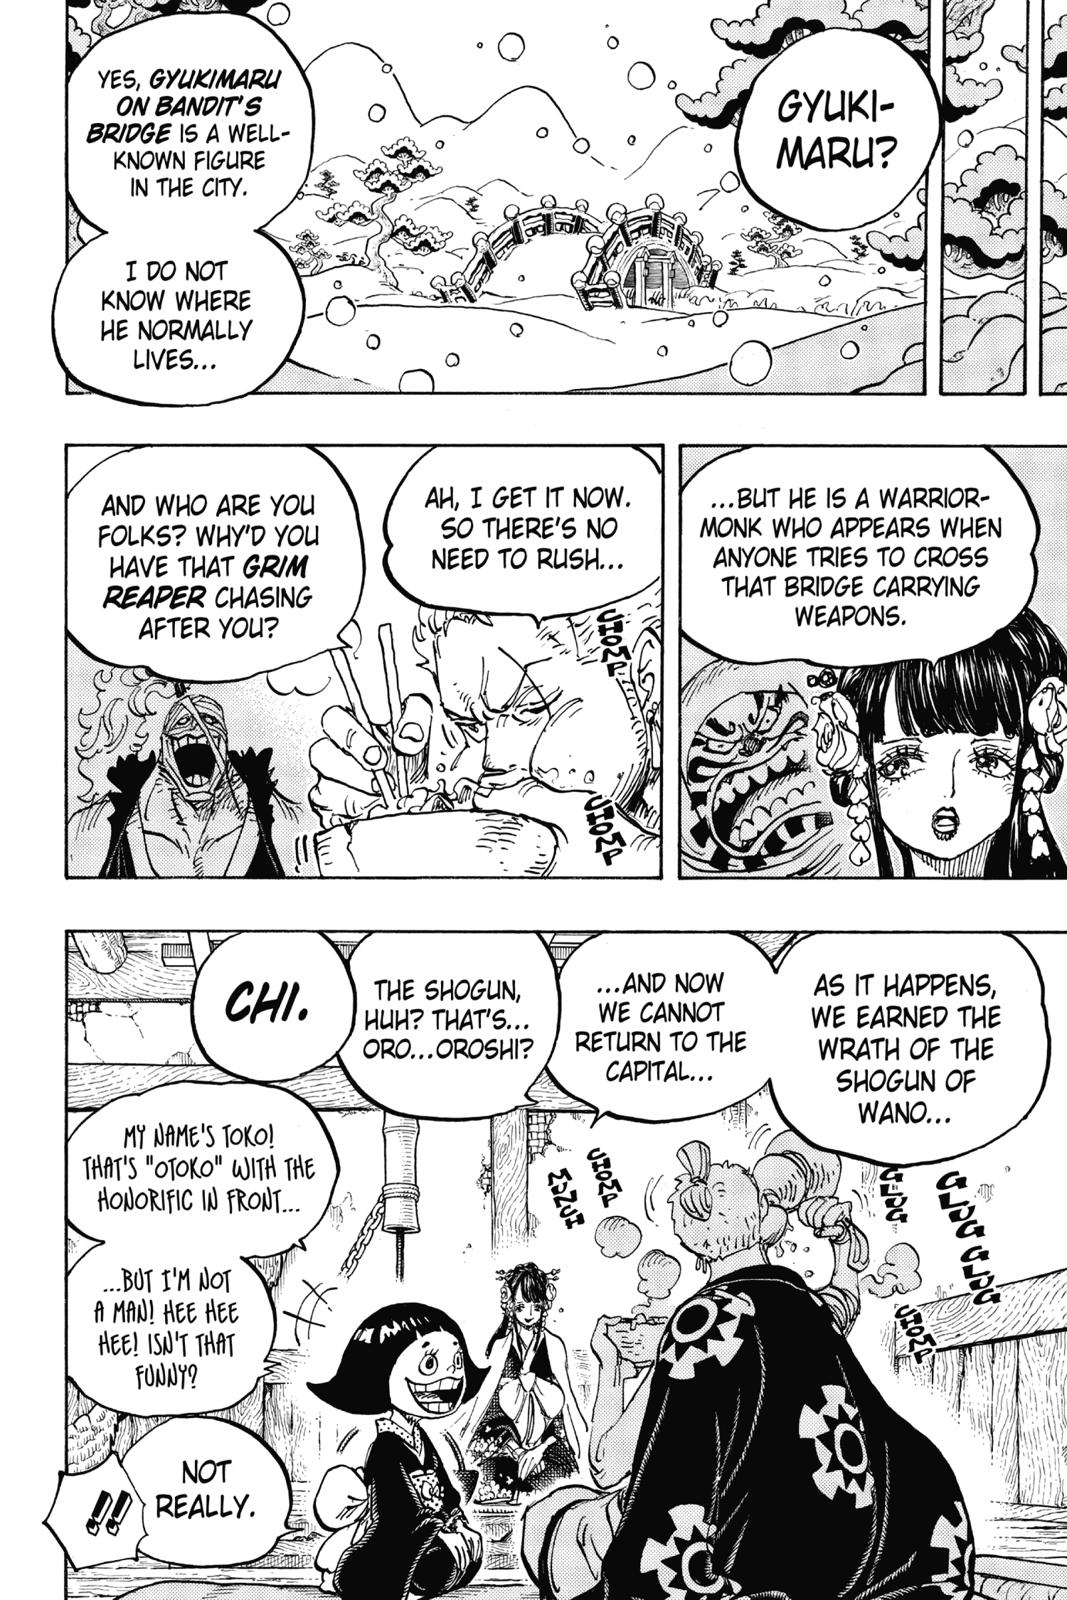 GYUKI-
MARU?
YES, GYUKIMARU
ON BANDIT'S
BRIDGE IS A WELL-
KNOWN FIGURE
IN THE CITY.
I DO NOT
KNOW WHERE
HE NORMALLY
LIVES...
...BUT HE IS A WARRIOR-
MONK WHO APPEARS WHEN
ANYONE TRIES TO CROSS
THAT BRIDGE CARRYING
WEAPONS.
AH, I GET IT NOW.
SO THERE'S NO
NEED TO RUSH...
CHOMP
CHOMP
AND WHO ARE YOU
FOLKS? WHY'D YOU
HAVE THAT GRIM
REAPER CHASING
AFTER YOU?
AS IT HAPPENS,
WE EARNED THE
WRATH OF THE
SHOGUN OF
WANO...
...AND NOW
WE CANNOT
RETURN TO THE
CAPITAL...
THE SHOGUN,
HUH? THAT'S...
ORO...OROSHI?
CHI.
GLUG GLUG
GLUG
GLUG
CHOMP
CHOMP
MUNCH
MY NAME'S TOKO!
THAT'S "OTOKO" WITH THE
HONORIFIC IN FRONT...
...BUT I'M NOT
A MAN! HEE HEE
HEE! ISN'T THAT
FUNNY?
NOT
REALLY.
!!